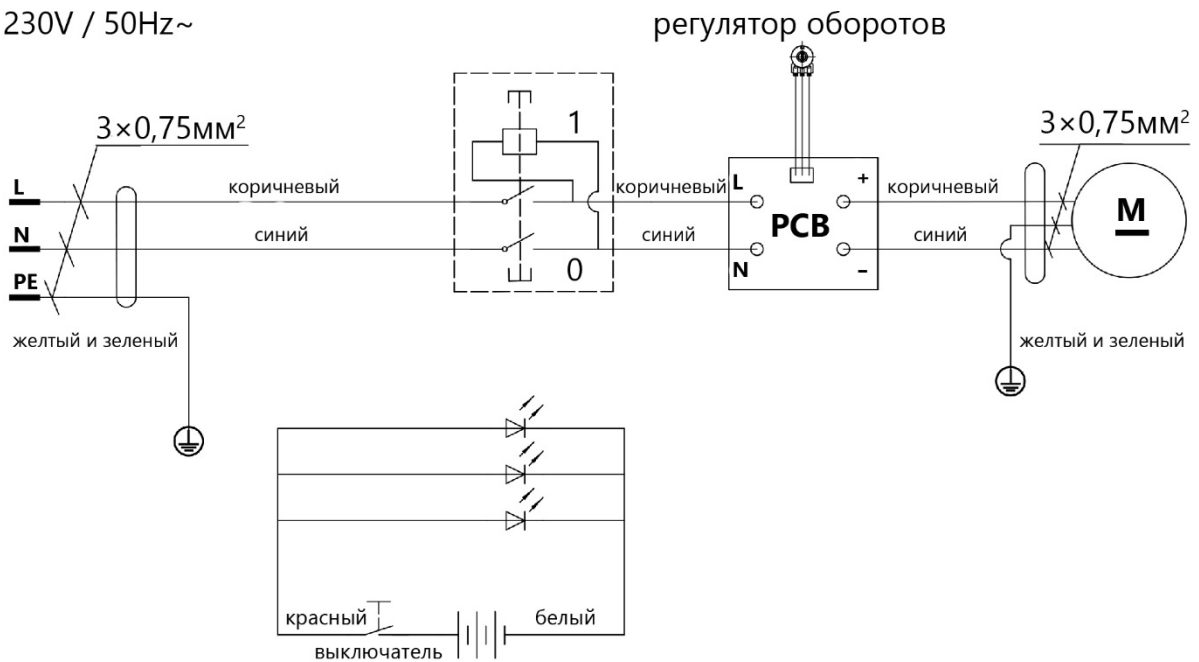 230V / 50Hz~
регулятор оборотов
3×0,75мм²
1
3×0,75мм²
L
коричневый
коричневый
L
+
коричневый
M
N
синий
синий
PCB
синий
PE
0
N
–
желтый и зеленый
желтый и зеленый
красный
белый
выключатель